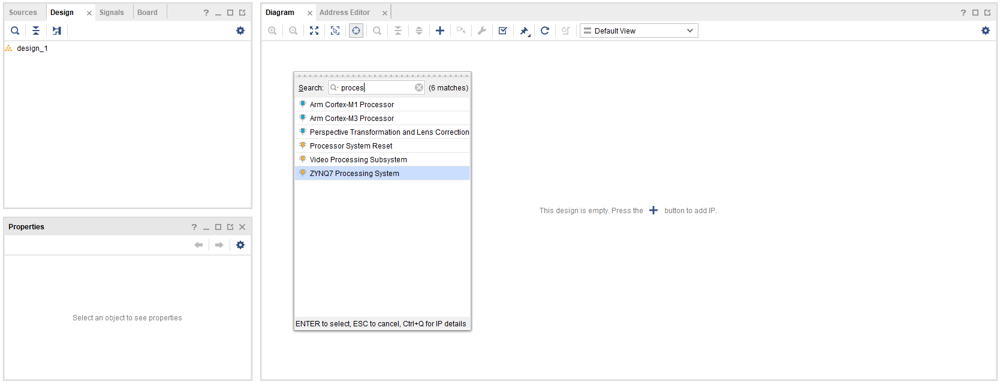 Sources Design Signals Board
design_1
Properties
Select an object to see properties
Diagram Address Editor
Default View
Search: proces (6 matches)
Arm Cortex-M1 Processor
Arm Cortex-M3 Processor
Perspective Transformation and Lens Correction
Processor System Reset
Video Processing Subsystem
ZYNQ7 Processing System
ENTER to select, ESC to cancel, Ctrl+Q for IP details
This design is empty. Press the button to add IP.